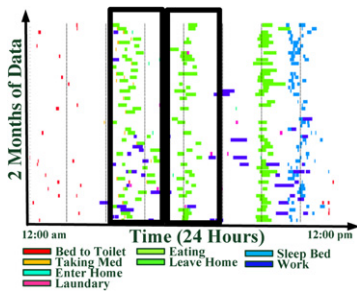 2 Months of Data
12:00 am
Time (24 Hours)
12:00 pm
Bed to Toilet
Eating
Sleep Bed
Taking Med
Leave Home
Work
Enter Home
Laundary